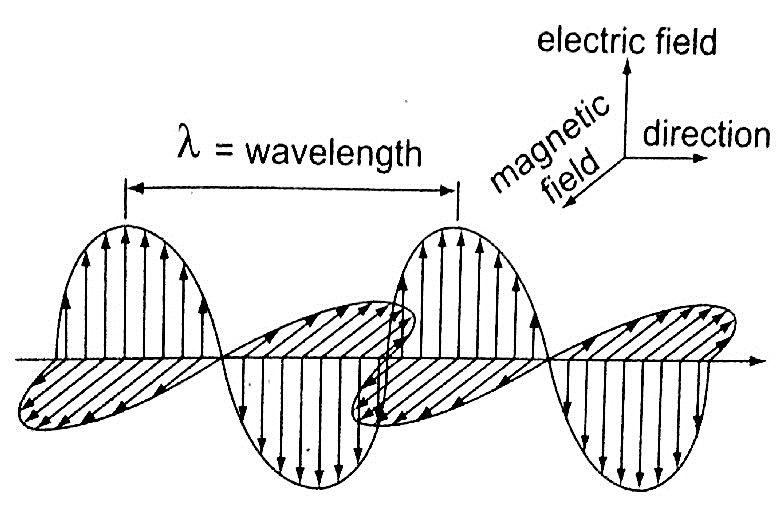 electric field
magnetic
field
direction
λ = wavelength